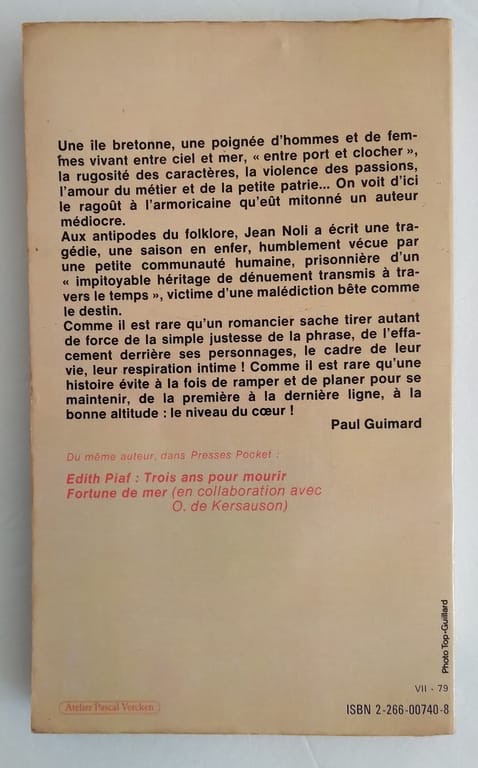 Une île bretonne, une poignée d'hommes et de fem-
mes vivant entre ciel et mer, « entre port et clocher »,
la rugosité des caractères, la violence des passions,
l'amour du métier et de la petite patrie... On voit d'ici
le ragoût à l'armoricaine qu'eût mitonné un auteur
médiocre.
Aux antipodes du folklore, Jean Noli a écrit une tra-
gédie, une saison en enfer, humblement vécue par
une petite communauté humaine, prisonnière d'un
« impitoyable héritage de dénuement transmis à tra-
vers le temps », victime d'une malédiction bête comme
le destin.
Comme il est rare qu'un romancier sache tirer autant
de force de la simple justesse de la phrase, de l'effa-
cement derrière ses personnages, le cadre de leur
vie, leur respiration intime ! Comme il est rare qu'une
histoire évite à la fois de ramper et de planer pour se
maintenir, de la première à la dernière ligne, à la
bonne altitude : le niveau du cœur !
Paul Guimard
Du même auteur, dans Presses Pocket :
Edith Piaf : Trois ans pour mourir
Fortune de mer (en collaboration avec
O. de Kersauson)
Photo Top-Guillard
VII - 79
Atelier Pascal Vercken
ISBN 2-266-00740-8